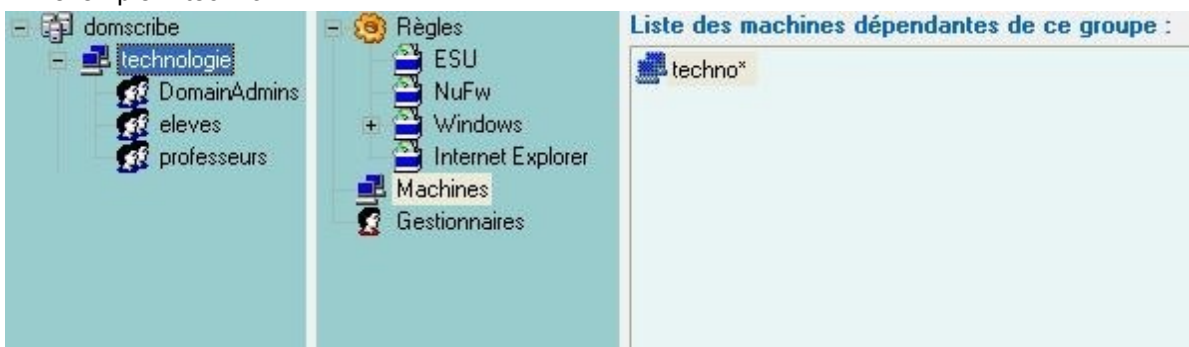 domscribe
technologie
DomainAdmins
eleves
professeurs
Règles
ESU
NuFw
Windows
Internet Explorer
Machines
Gestionnaires
Liste des machines dépendantes de ce groupe :
techno*